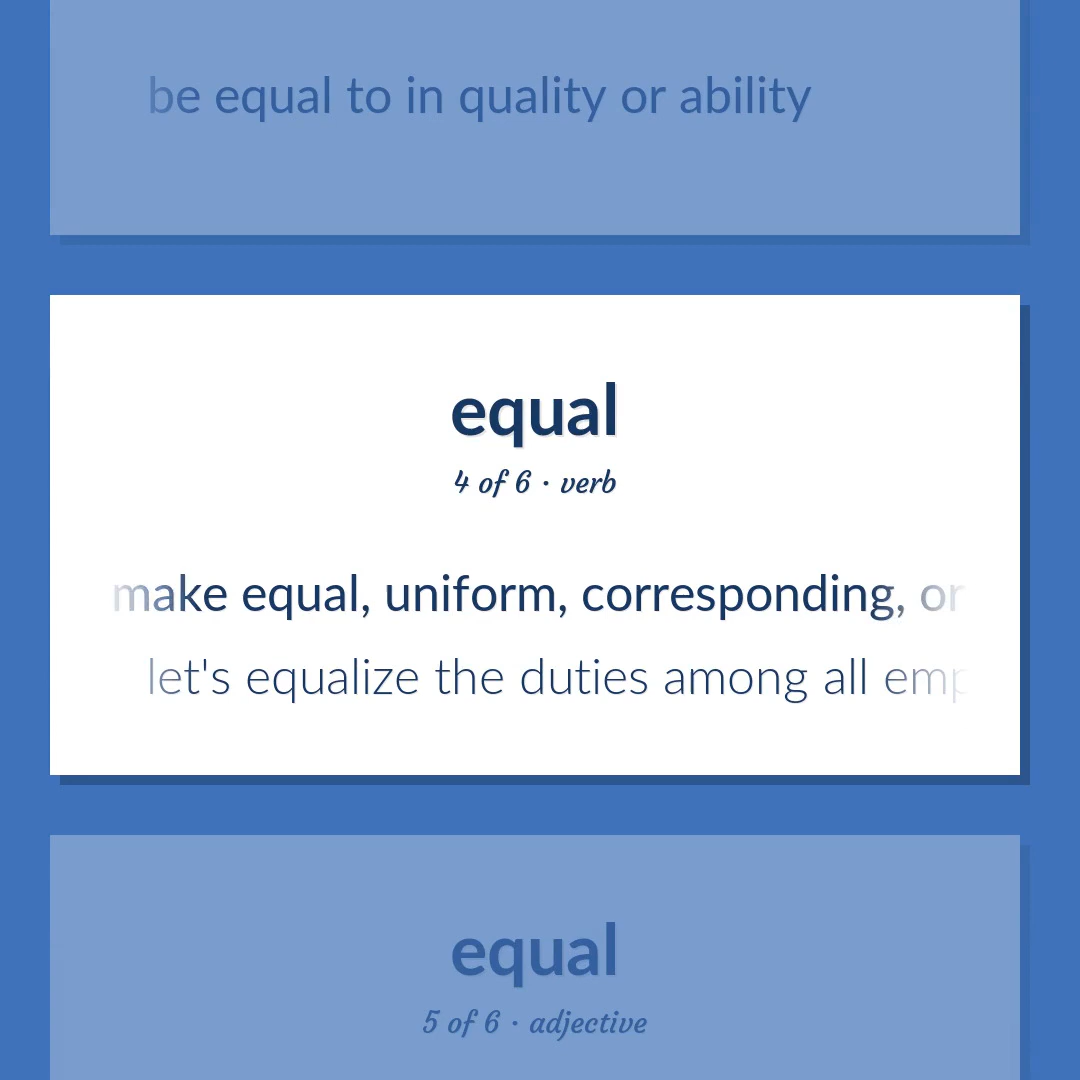 be equal to in quality or ability
equal
4 of 6 · verb
make equal, uniform, corresponding, or
let's equalize the duties among all
equal
5 of 6 · adjective